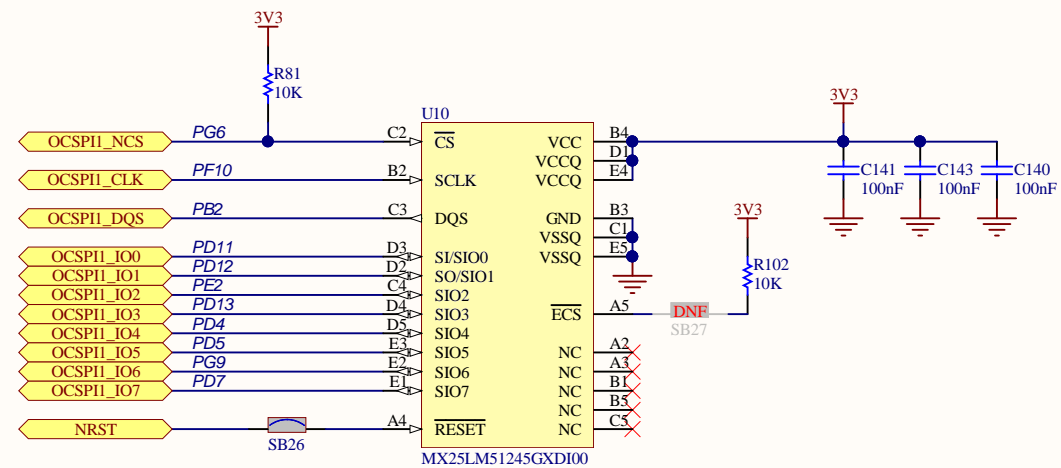 3V3
R81
10K
U10
OCSPI1_NCS PG6 C2 CS VCC B4
OCSPI1_CLK PF10 B2 SCLK VCCQ D1
VCCQ E4
OCSPI1_DQS PB2 C3 DQS GND B3
VSSQ C1
OCSPI1_IO0 PD11 D3 SI/SIO0 VSSQ E5
OCSPI1_IO1 PD12 D2 SO/SIO1
OCSPI1_IO2 PE2 C4 SIO2
OCSPI1_IO3 PD13 D4 SIO3 ECS A5
OCSPI1_IO4 PD4 D5 SIO4
OCSPI1_IO5 PD5 E3 SIO5 NC A2
OCSPI1_IO6 PG9 E2 SIO6 NC A3
OCSPI1_IO7 PD7 E1 SIO7 NC B1
NC B5
NRST SB26 A4 RESET NC C5
MX25LM51245GXDI00
3V3
C141
100nF
C143
100nF
C140
100nF
3V3
R102
10K
DNF
SB27